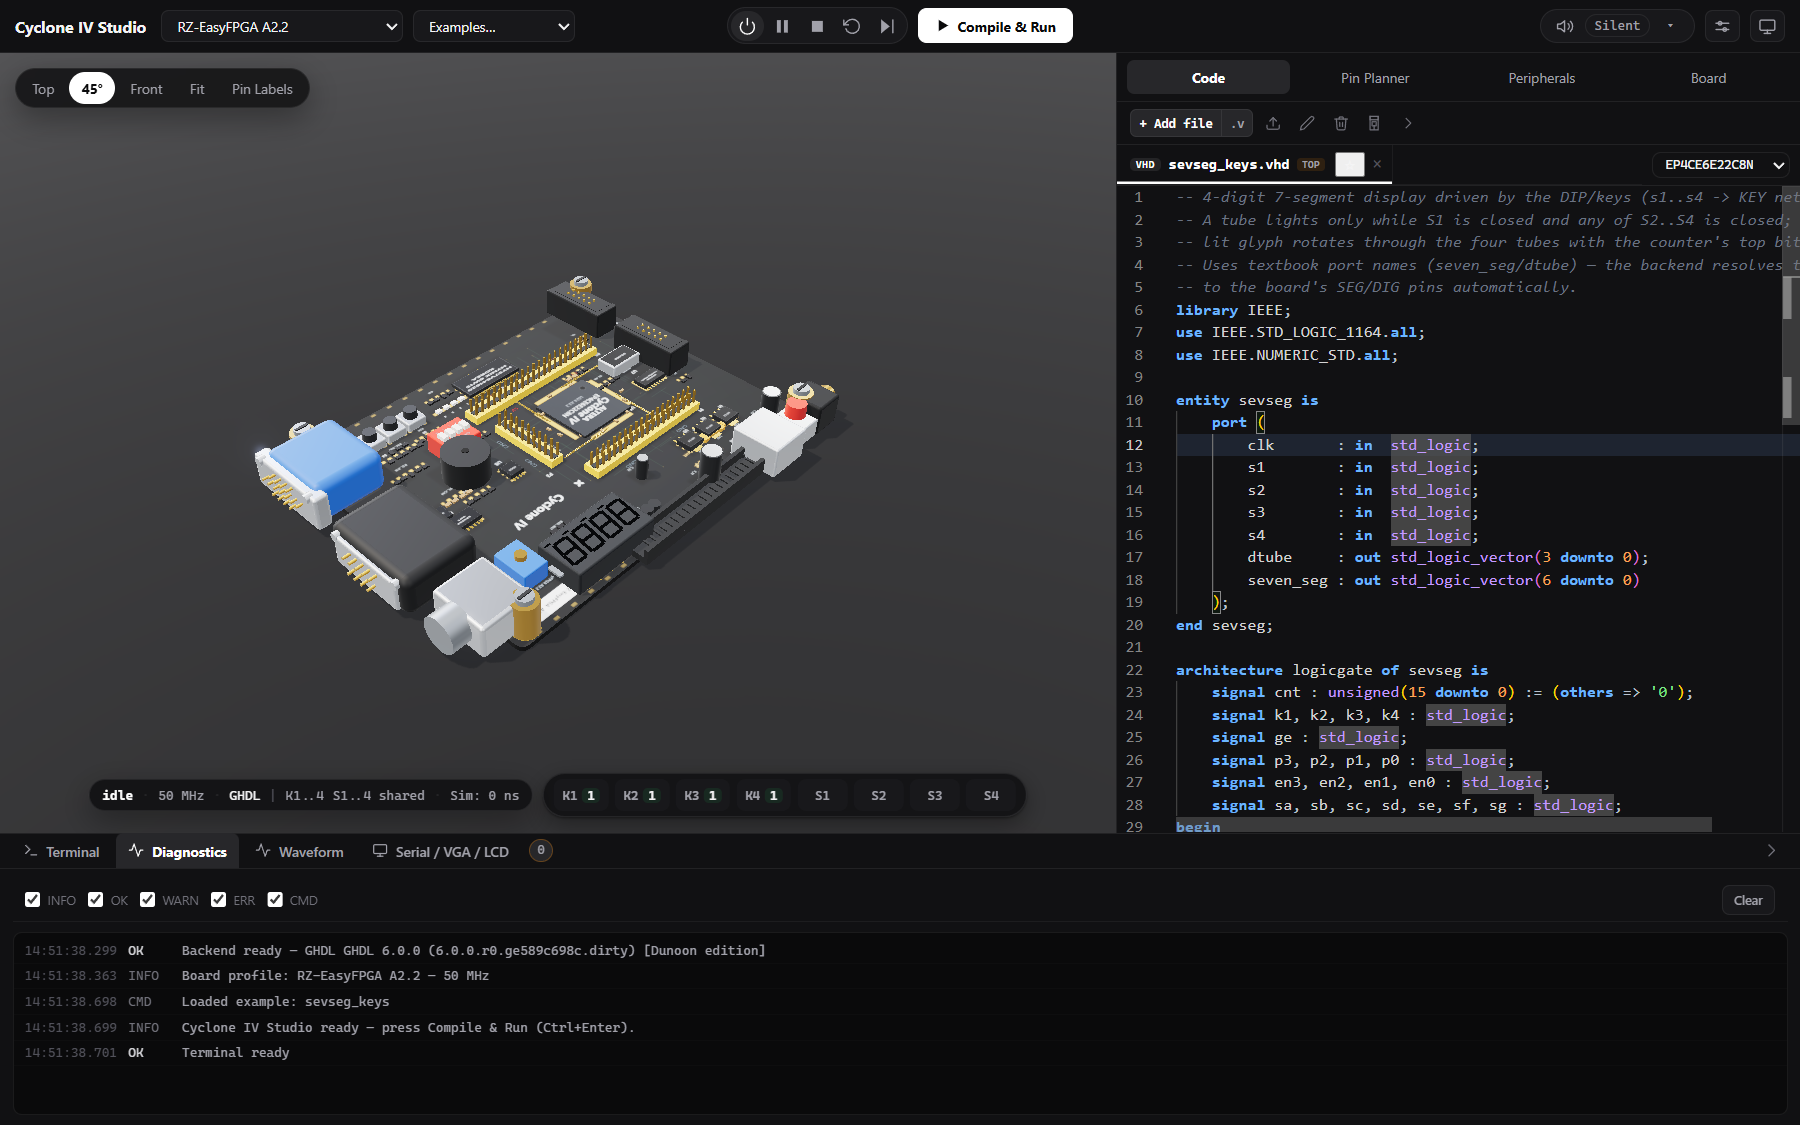 Cyclone IV Studio RZ-EasyFPGA A2.2 Examples... Compile & Run Silent
Top 45° Front Fit Pin Labels
Code Pin Planner Peripherals Board
+ Add file .v
VHD sevseg_keys.vhd TOP × EP4CE6E22C8N
1 -- 4-digit 7-segment display driven by the DIP/keys (s1..s4 -> KEY net
2 -- A tube lights only while S1 is closed and any of S2..S4 is closed;
3 -- lit glyph rotates through the four tubes with the counter's top bit
4 -- Uses textbook port names (seven_seg/dtube) — the backend resolves t
5 -- to the board's SEG/DIG pins automatically.
6 library IEEE;
7 use IEEE.STD_LOGIC_1164.all;
8 use IEEE.NUMERIC_STD.all;
9
10 entity sevseg is
11 port (
12 clk : in std_logic;
13 s1 : in std_logic;
14 s2 : in std_logic;
15 s3 : in std_logic;
16 s4 : in std_logic;
17 dtube : out std_logic_vector(3 downto 0);
18 seven_seg : out std_logic_vector(6 downto 0)
19 );
20 end sevseg;
21
22 architecture logicgate of sevseg is
23 signal cnt : unsigned(15 downto 0) := (others => '0');
24 signal k1, k2, k3, k4 : std_logic;
25 signal ge : std_logic;
26 signal p3, p2, p1, p0 : std_logic;
27 signal en3, en2, en1, en0 : std_logic;
28 signal sa, sb, sc, sd, se, sf, sg : std_logic;
29 begin
Cyclone IV
8888
idle · 50 MHz · GHDL | K1..4 S1..4 shared · Sim: 0 ns
K1 1 K2 1 K3 1 K4 1 S1 S2 S3 S4
Terminal Diagnostics Waveform Serial / VGA / LCD 0
INFO OK WARN ERR CMD Clear
14:51:38.299 OK Backend ready — GHDL GHDL 6.0.0 (6.0.0.r0.ge589c698c.dirty) [Dunoon edition]
14:51:38.363 INFO Board profile: RZ-EasyFPGA A2.2 — 50 MHz
14:51:38.698 CMD Loaded example: sevseg_keys
14:51:38.699 INFO Cyclone IV Studio ready — press Compile & Run (Ctrl+Enter).
14:51:38.701 OK Terminal ready